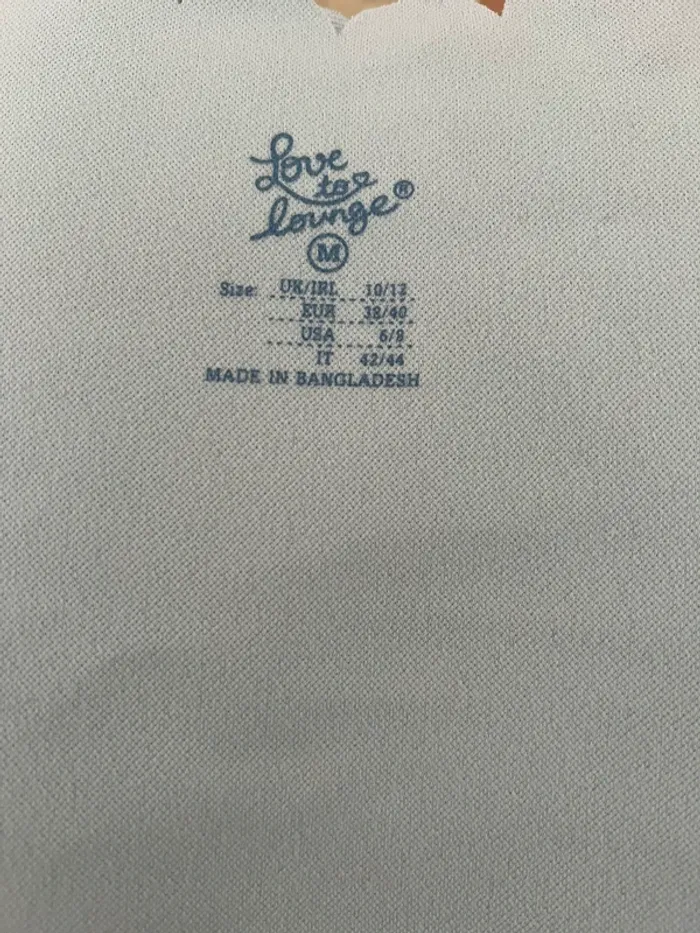 Love
to
lounge®
M
Size: UK/IRL 10/12
EUR 38/40
USA 6/8
IT 42/44
MADE IN BANGLADESH